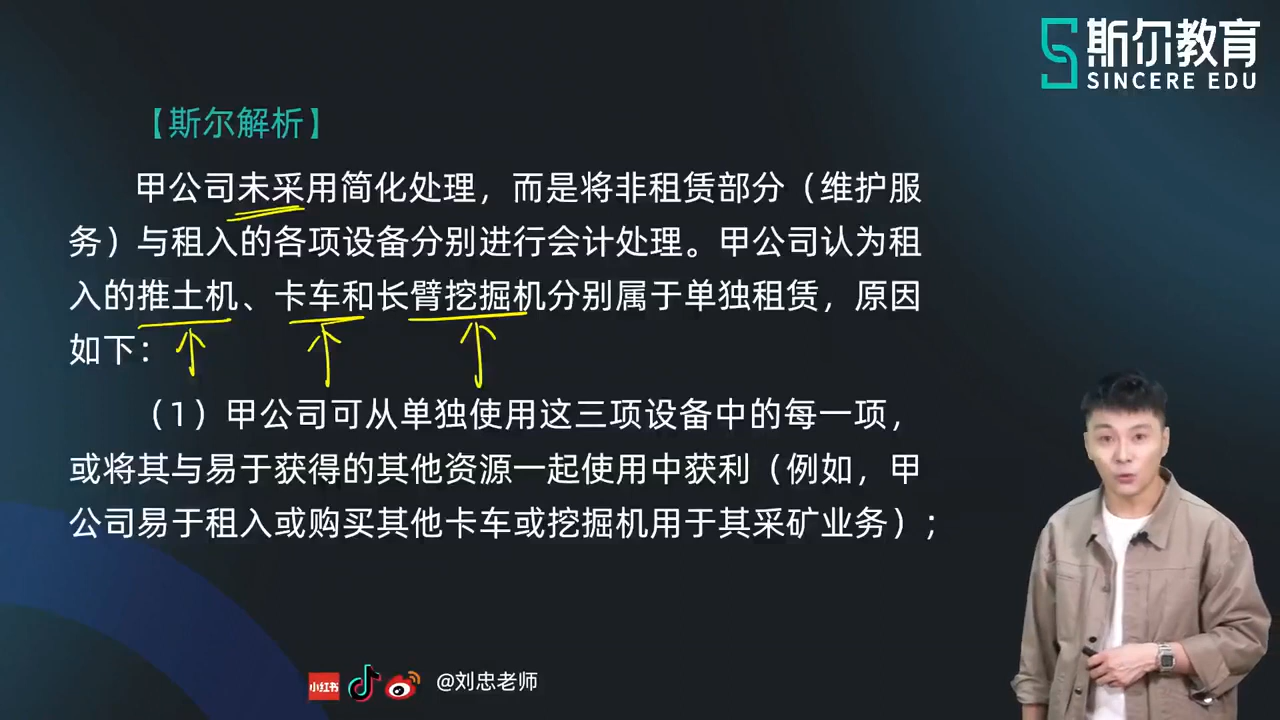 斯尔教育
SINCERE EDU
【斯尔解析】
甲公司未采用简化处理，而是将非租赁部分（维护服
务）与租入的各项设备分别进行会计处理。甲公司认为租
入的推土机、卡车和长臂挖掘机分别属于单独租赁，原因
如下：
（1）甲公司可从单独使用这三项设备中的每一项，
或将其与易于获得的其他资源一起使用中获利（例如，甲
公司易于租入或购买其他卡车或挖掘机用于其采矿业务）；
小红书 @刘忠老师